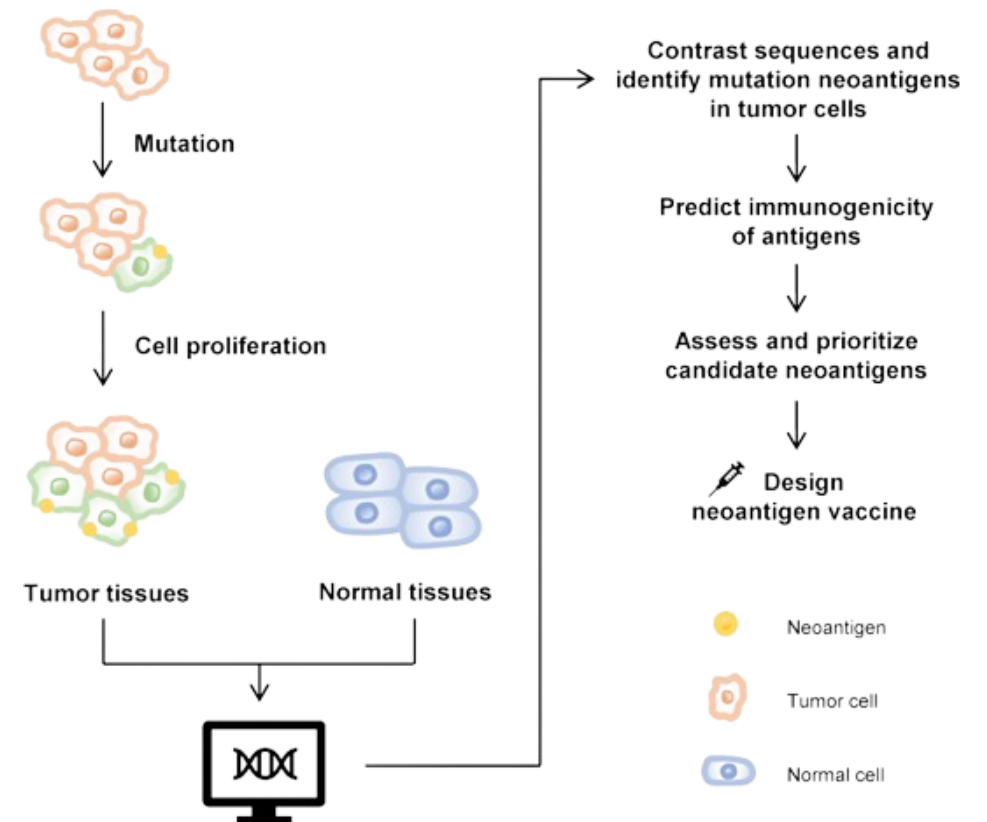 Mutation
Cell proliferation
Tumor tissues
Normal tissues
Contrast sequences and
identify mutation neoantigens
in tumor cells
Predict immunogenicity
of antigens
Assess and prioritize
candidate neoantigens
Design
neoantigen vaccine
Neoantigen
Tumor cell
Normal cell